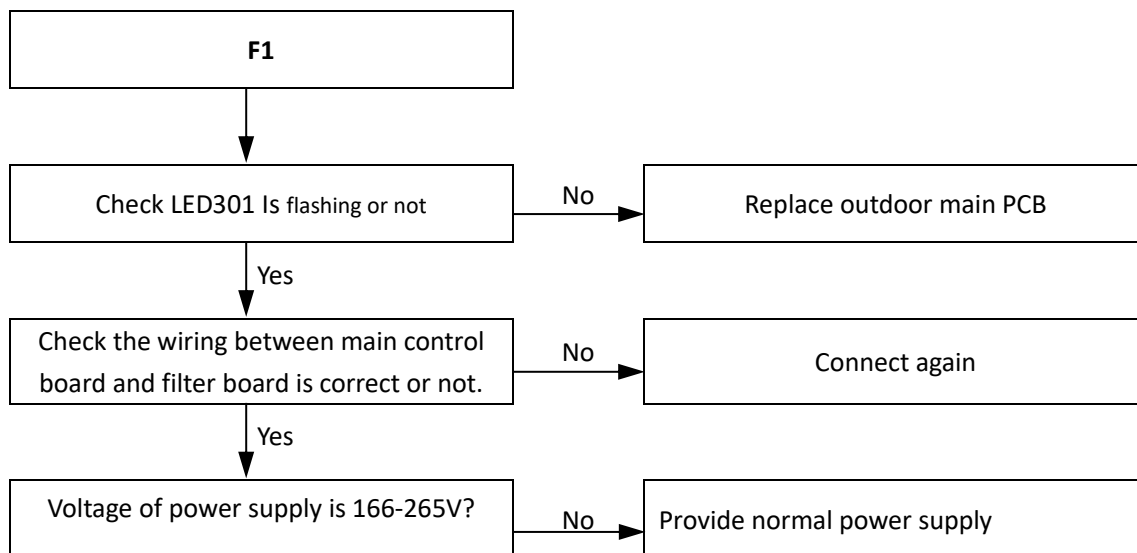 F1
Check LED301 Is flashing or not
No
Replace outdoor main PCB
Yes
Check the wiring between main control
board and filter board is correct or not.
No
Connect again
Yes
Voltage of power supply is 166-265V?
No
Provide normal power supply